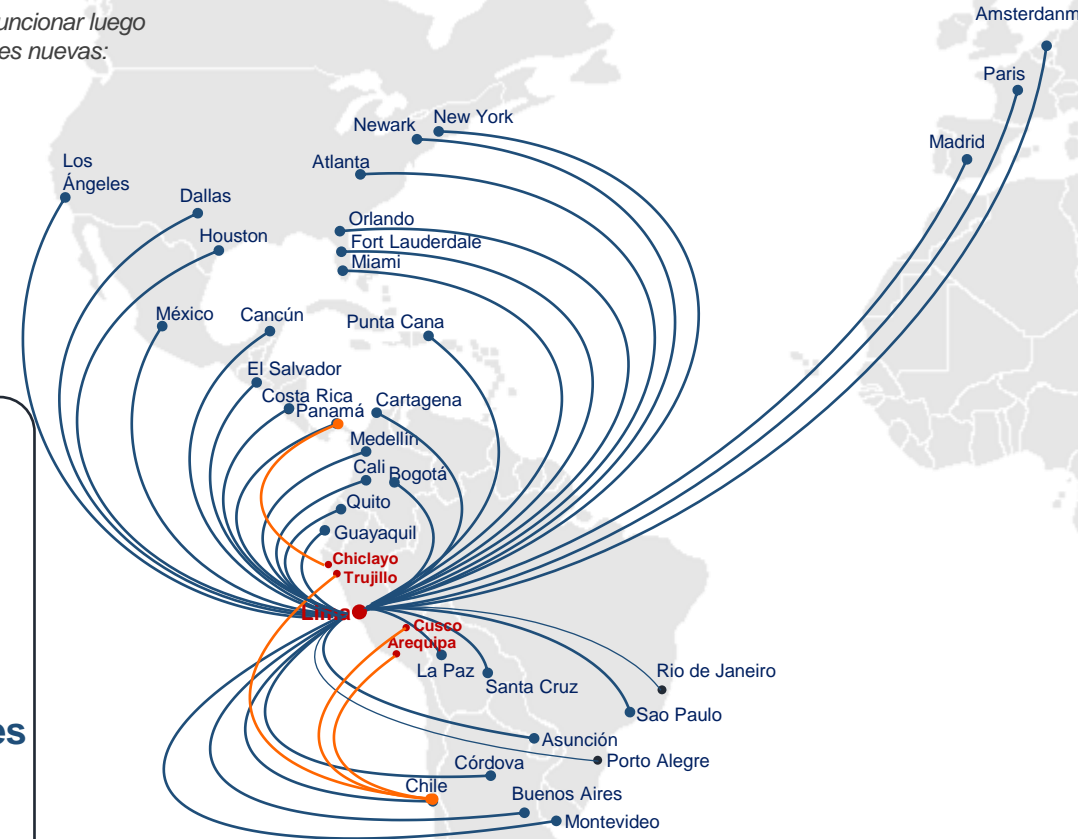 uncionar luego
es nuevas:
Amsterdanm
Paris
Madrid
New York
Newark
Atlanta
Los
Ángeles
Dallas
Houston
Orlando
Fort Lauderdale
Miami
México
Cancún
Punta Cana
El Salvador
Costa Rica
Panamá
Cartagena
Medellín
Cali
Bogotá
Quito
Guayaquil
Chiclayo
Trujillo
Lima
Cusco
Arequipa
La Paz
Santa Cruz
Rio de Janeiro
Sao Paulo
es
Asunción
Porto Alegre
Córdova
Chile
Buenos Aires
Montevideo